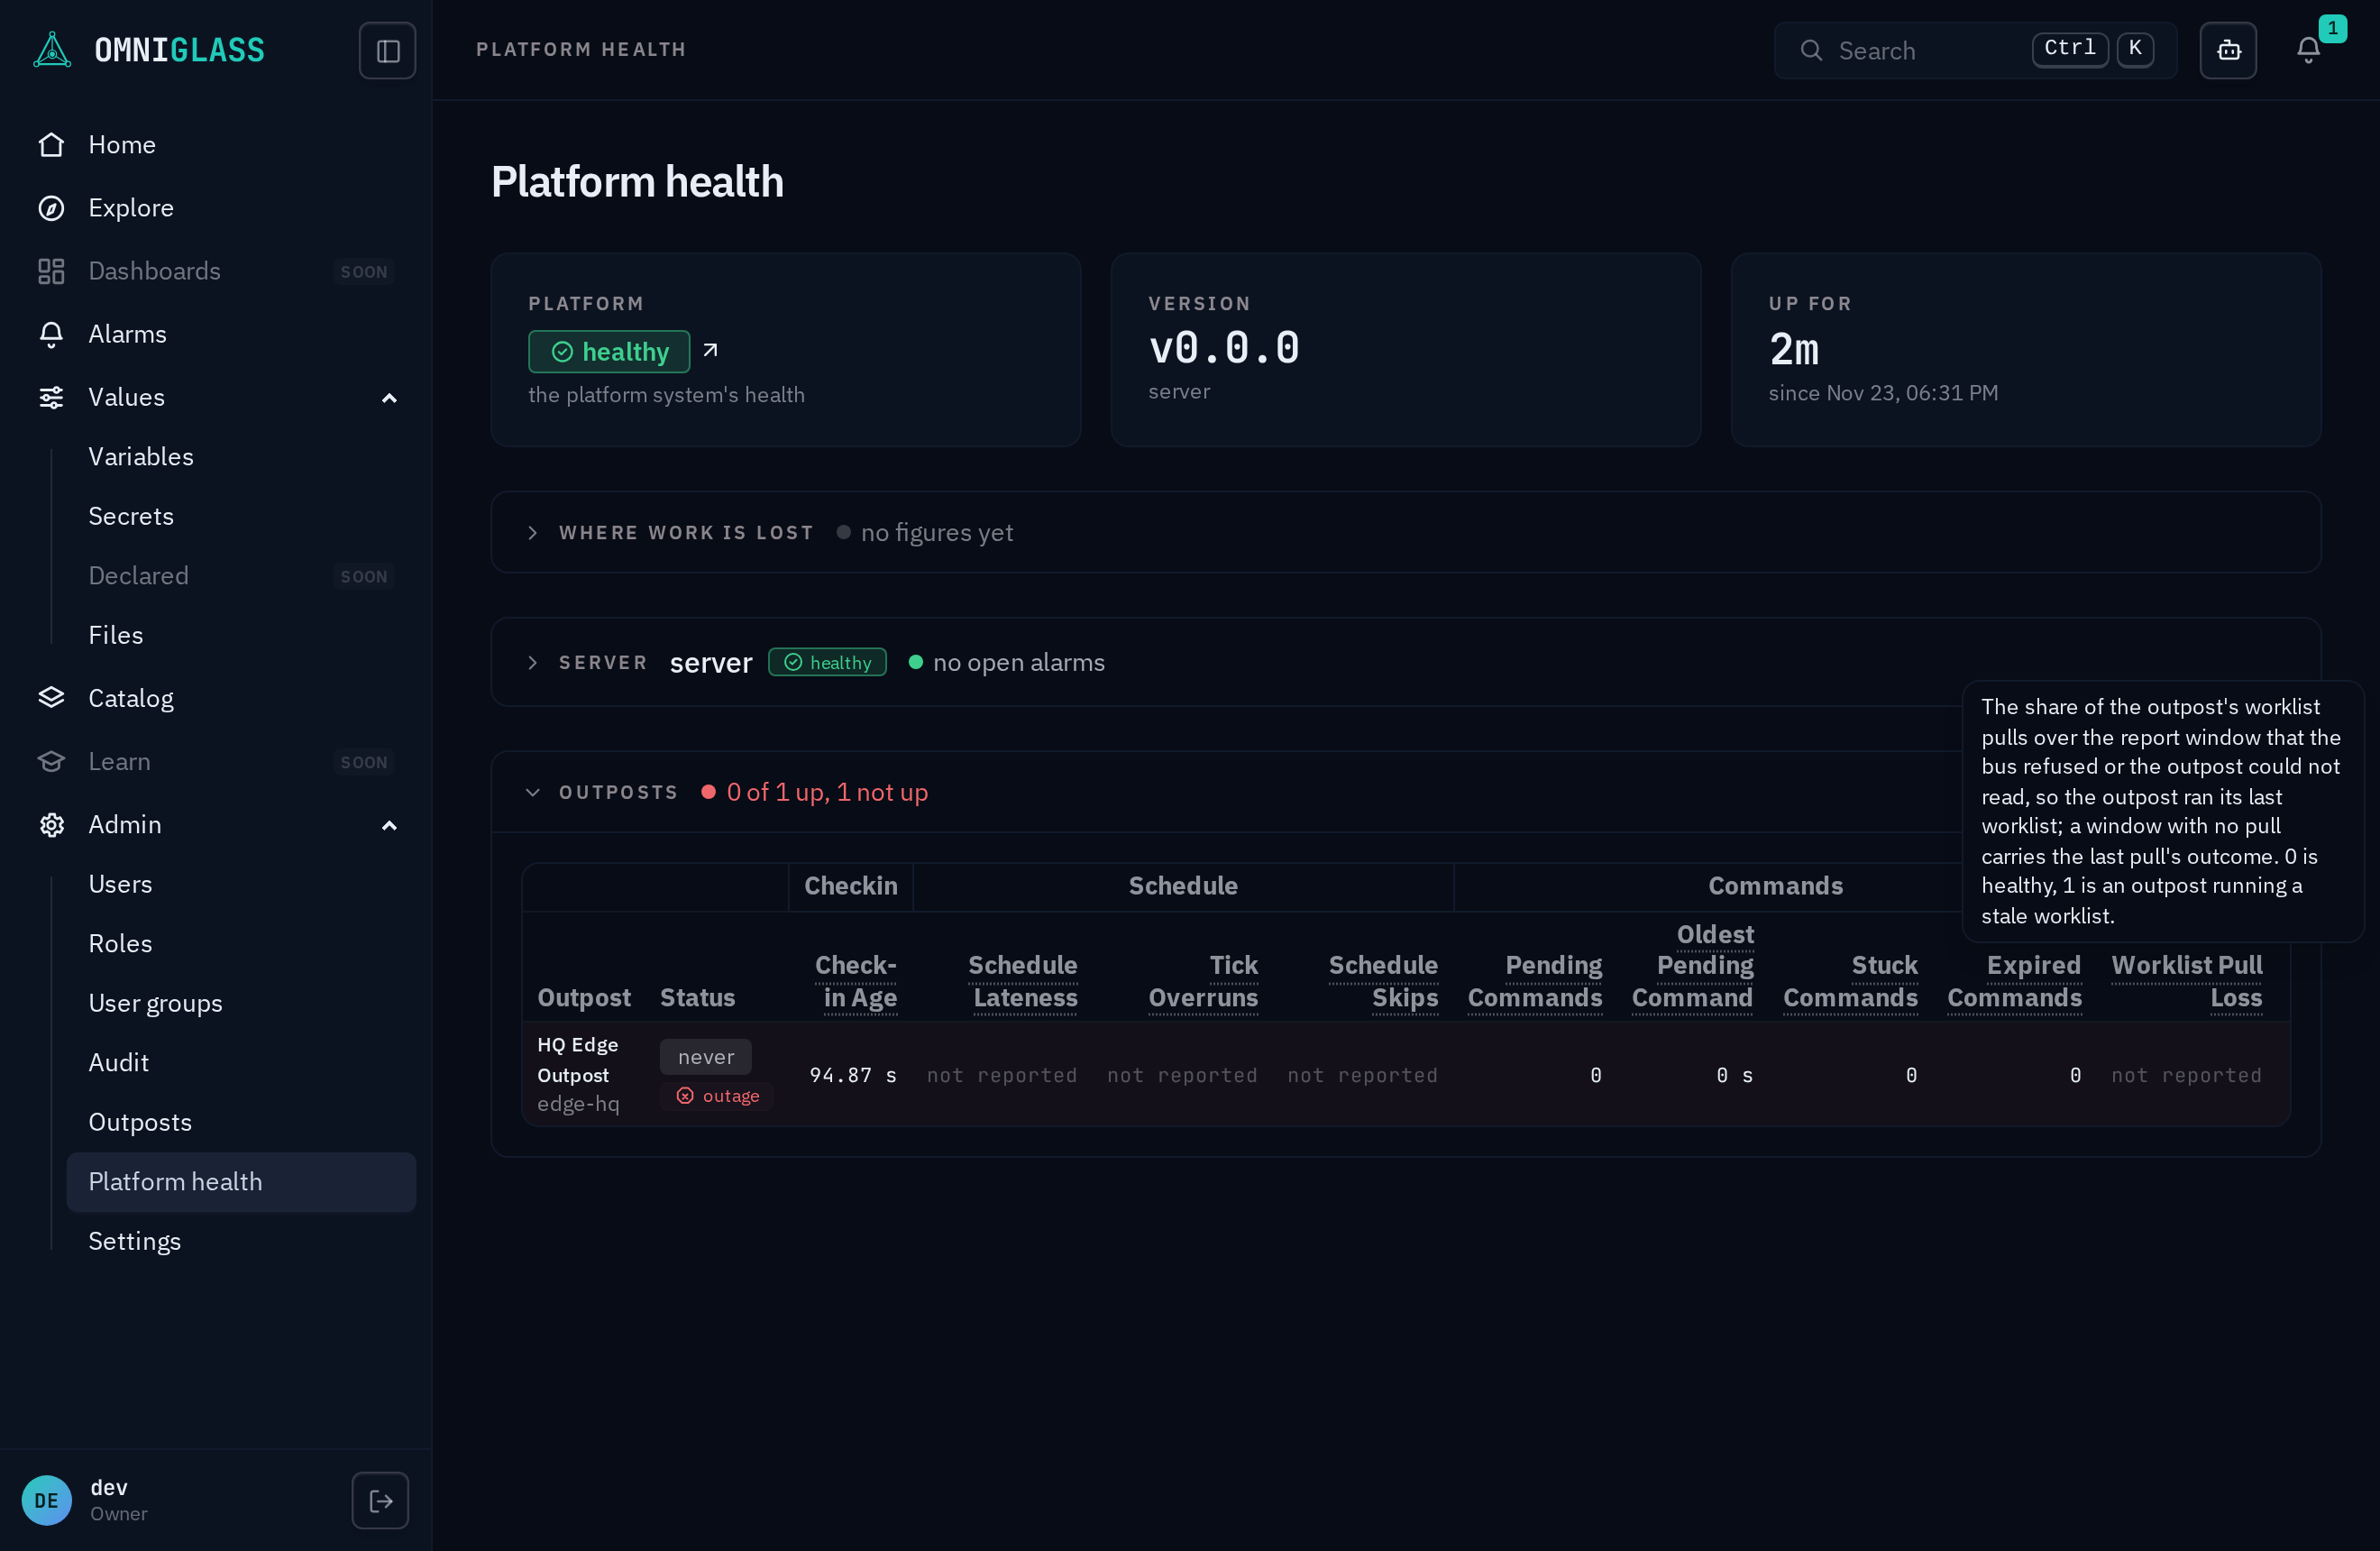 OMNIGLASS
PLATFORM HEALTH
Search
Ctrl K
1
Home
Explore
Dashboards SOON
Alarms
Values
Variables
Secrets
Declared SOON
Files
Catalog
Learn SOON
Admin
Users
Roles
User groups
Audit
Outposts
Platform health
Settings
DE
dev
Owner
Platform health
PLATFORM
healthy
the platform system's health
VERSION
v0.0.0
server
UP FOR
2m
since Nov 23, 06:31 PM
WHERE WORK IS LOST no figures yet
SERVER server healthy no open alarms
OUTPOSTS 0 of 1 up, 1 not up
The share of the outpost's worklist
pulls over the report window that the
bus refused or the outpost could not
read, so the outpost ran its last
worklist; a window with no pull
carries the last pull's outcome. 0 is
healthy, 1 is an outpost running a
stale worklist.
Checkin Schedule Commands
Outpost
Status
Check-
in Age
Schedule
Lateness
Tick
Overruns
Schedule
Skips
Pending
Commands
Oldest
Pending
Command
Stuck
Commands
Expired
Commands
Worklist Pull
Loss
HQ Edge
Outpost
edge-hq
never
outage
94.87 s
not reported
not reported
not reported
0
0 s
0
0
not reported